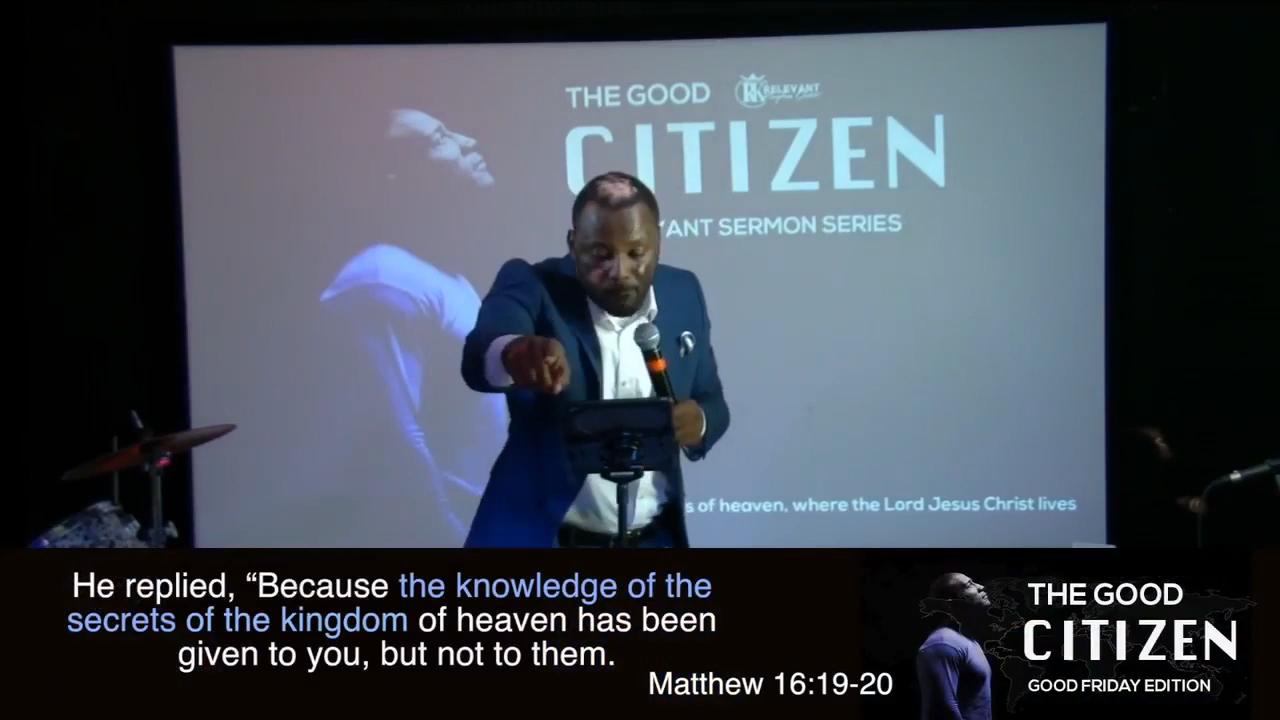 THE GOOD
RELEVANT
CITIZEN
ANT SERMON SERIES
s of heaven, where the Lord Jesus Christ lives
He replied, “Because the knowledge of the
secrets of the kingdom of heaven has been
given to you, but not to them.
Matthew 16:19-20
THE GOOD
CITIZEN
GOOD FRIDAY EDITION